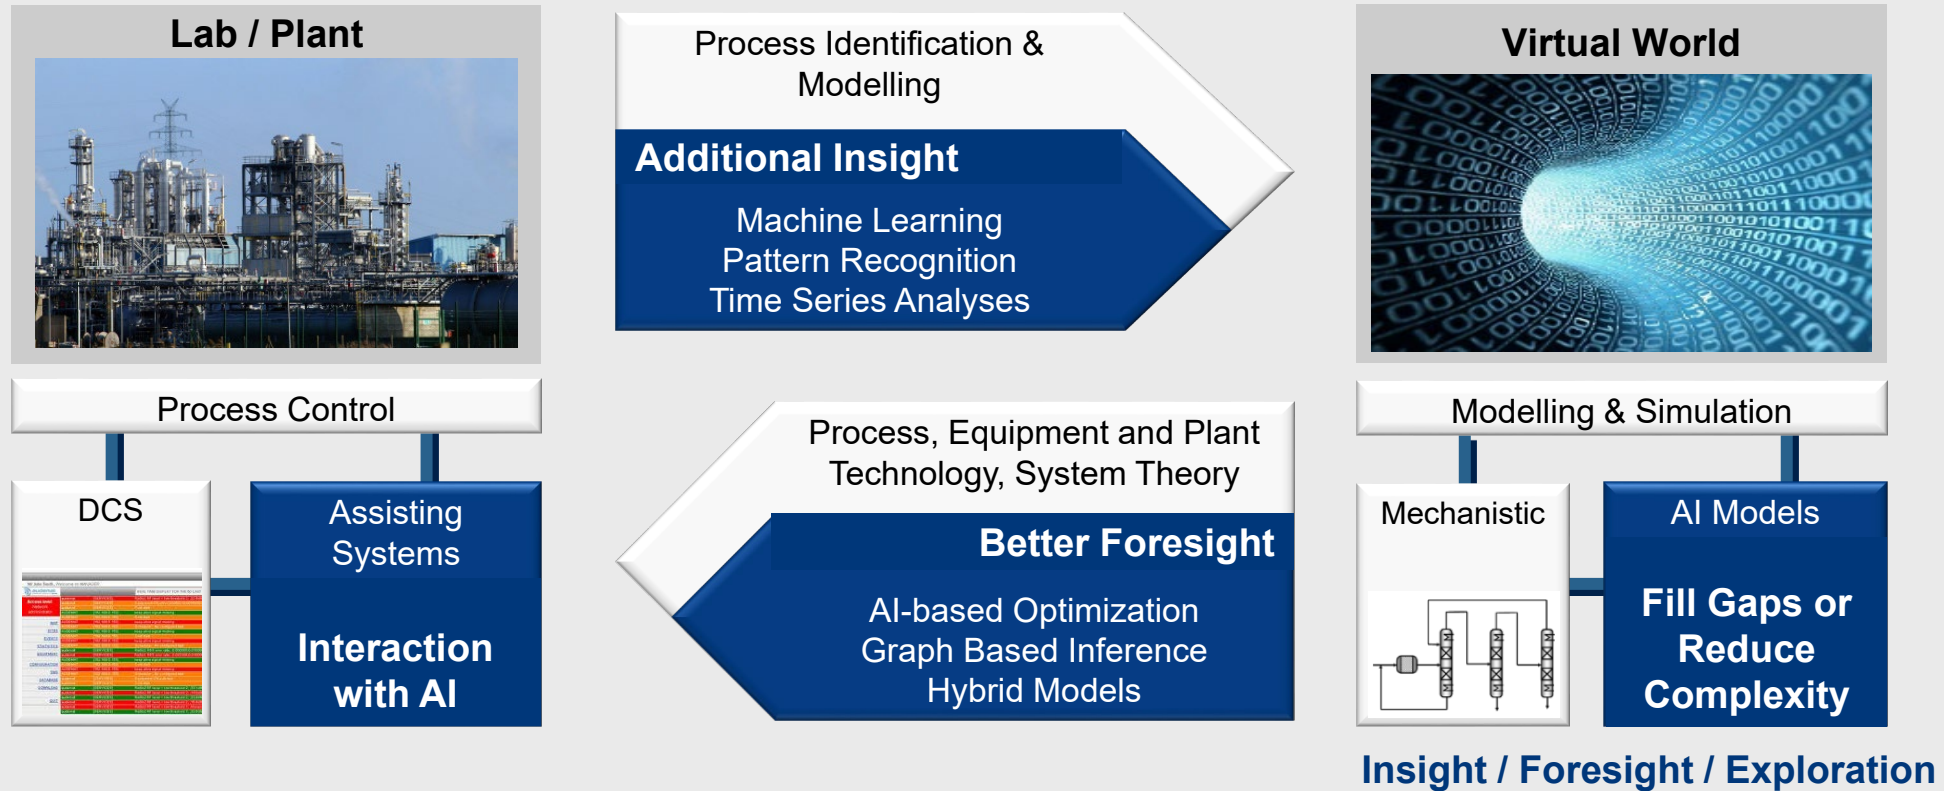 Lab / Plant
Process Identification &
Modelling
Additional Insight
Machine Learning
Pattern Recognition
Time Series Analyses
Virtual World
Process Control
DCS
Assisting
Systems
Interaction
with AI
Process, Equipment and Plant
Technology, System Theory
Better Foresight
AI-based Optimization
Graph Based Inference
Hybrid Models
Modelling & Simulation
Mechanistic
AI Models
Fill Gaps or
Reduce
Complexity
Insight / Foresight / Exploration